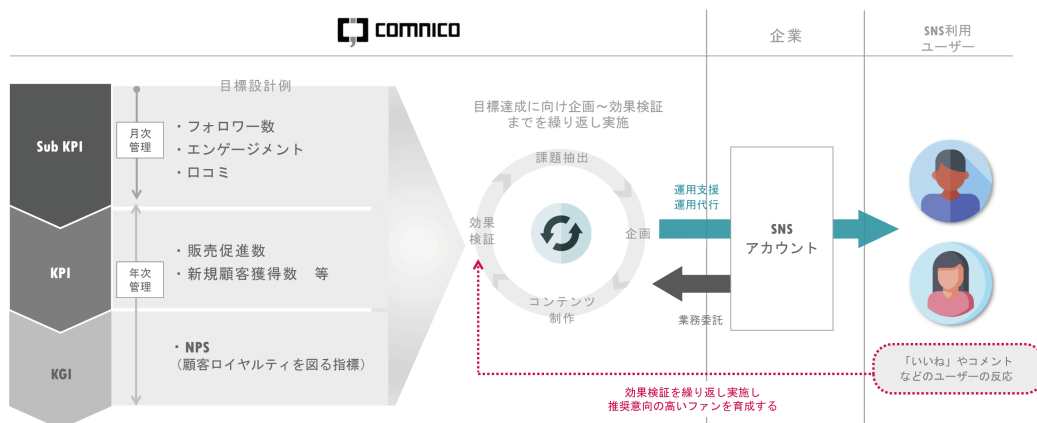 comnico
企業
SNS利用
ユーザー
目標設計例
Sub KPI
月次
管理
・フォロワー数
・エンゲージメント
・口コミ
KPI
年次
管理
・販売促進数
・新規顧客獲得数　等
KGI
・NPS
（顧客ロイヤルティを図る指標）
目標達成に向け企画～効果検証
までを繰り返し実施
課題抽出
効果
検証
企画
コンテンツ
制作
運用支援
運用代行
業務委託
SNS
アカウント
「いいね」やコメント
などのユーザーの反応
効果検証を繰り返し実施し
推奨意向の高いファンを育成する